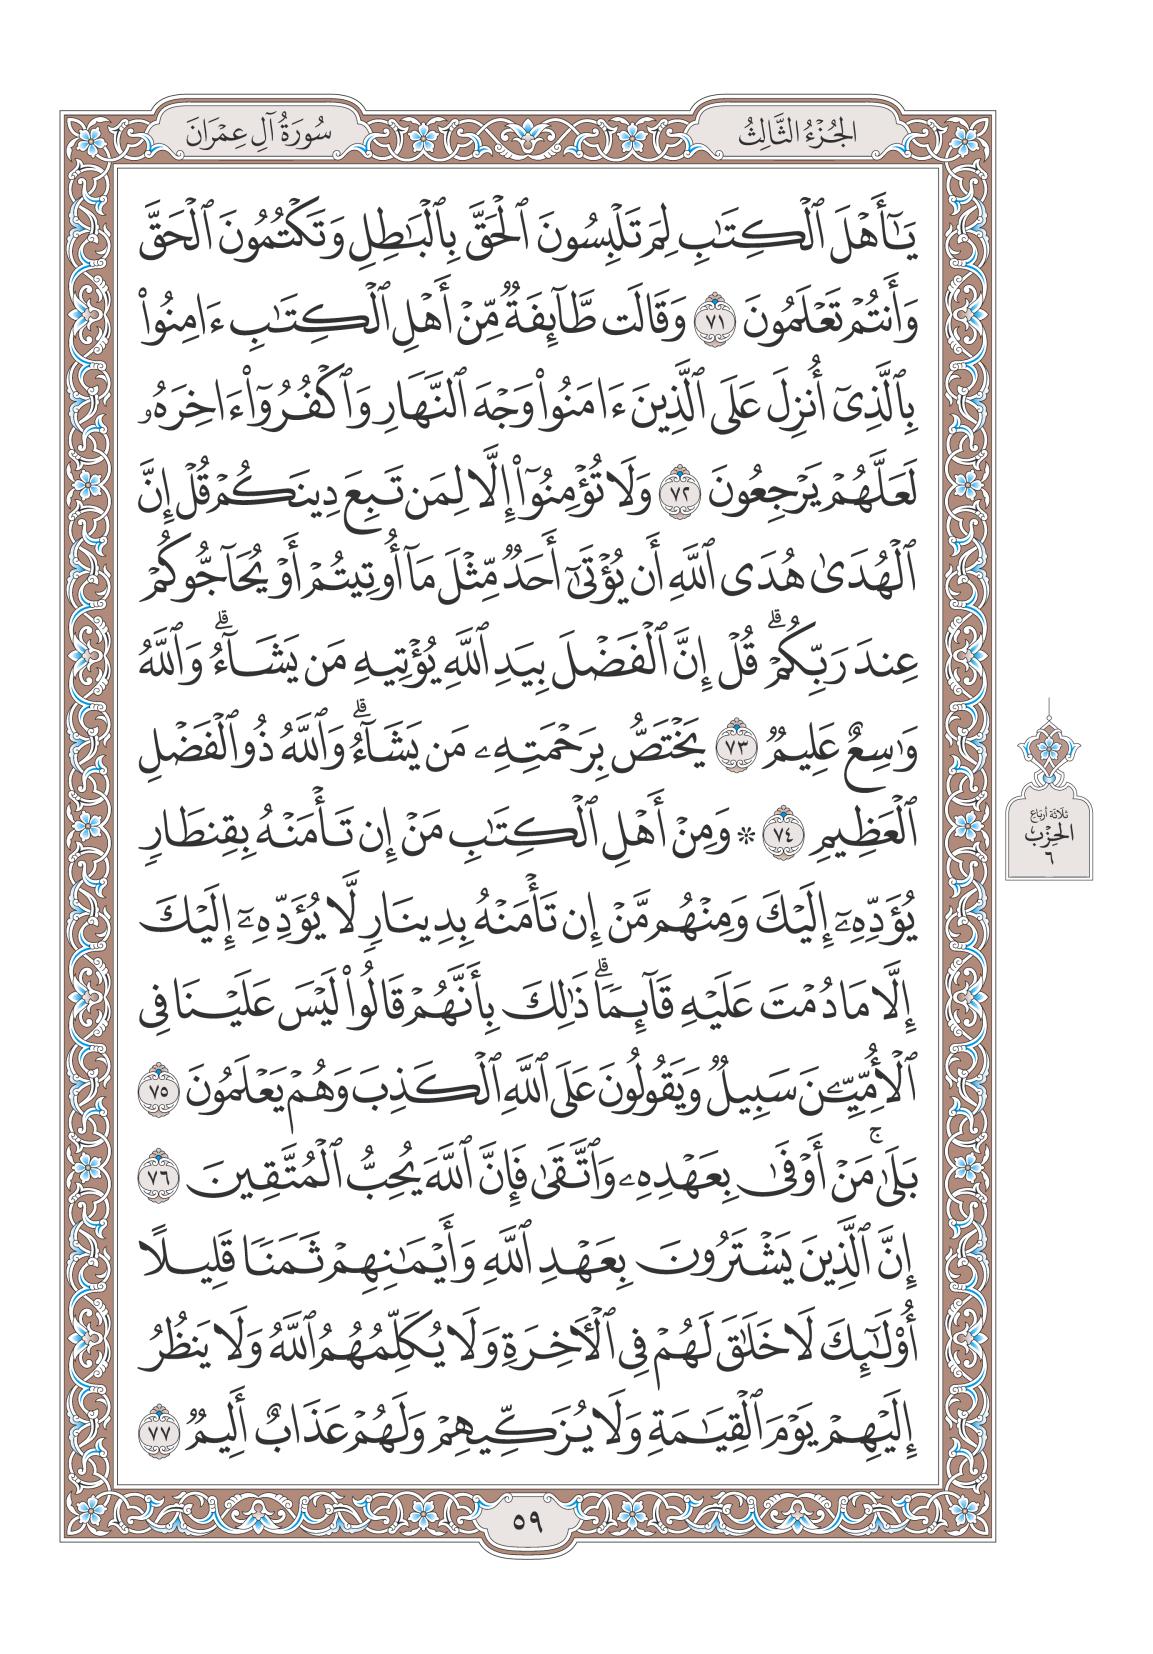 الجُزْءُ الثَّالِثُ
سُورَةُ آلِ عِمْرَانَ
يَٰٓأَهْلَ ٱلْكِتَٰبِ لِمَ تَلْبِسُونَ ٱلْحَقَّ بِٱلْبَٰطِلِ وَتَكْتُمُونَ ٱلْحَقَّ
وَأَنتُمْ تَعْلَمُونَ ٧١ وَقَالَت طَّآئِفَةٌ مِّنْ أَهْلِ ٱلْكِتَٰبِ ءَامِنُوا۟
بِٱلَّذِىٓ أُنزِلَ عَلَى ٱلَّذِينَ ءَامَنُوا۟ وَجْهَ ٱلنَّهَارِ وَٱكْفُرُوٓا۟ ءَاخِرَهُۥ
لَعَلَّهُمْ يَرْجِعُونَ ٧٢ وَلَا تُؤْمِنُوٓا۟ إِلَّا لِمَن تَبِعَ دِينَكُمْ قُلْ إِنَّ
ٱلْهُدَىٰ هُدَى ٱللَّهِ أَن يُؤْتَىٰٓ أَحَدٌ مِّثْلَ مَآ أُوتِيتُمْ أَوْ يُحَآجُّوكُمْ
عِندَ رَبِّكُمْ ۗ قُلْ إِنَّ ٱلْفَضْلَ بِيَدِ ٱللَّهِ يُؤْتِيهِ مَن يَشَآءُ ۗ وَٱللَّهُ
وَٰسِعٌ عَلِيمٌ ٧٣ يَخْتَصُّ بِرَحْمَتِهِۦ مَن يَشَآءُ ۗ وَٱللَّهُ ذُو ٱلْفَضْلِ
ٱلْعَظِيمِ ٧٤ ۞ وَمِنْ أَهْلِ ٱلْكِتَٰبِ مَنْ إِن تَأْمَنْهُ بِقِنطَارٍ
يُؤَدِّهِۦٓ إِلَيْكَ وَمِنْهُم مَّنْ إِن تَأْمَنْهُ بِدِينَارٍ لَّا يُؤَدِّهِۦٓ إِلَيْكَ
إِلَّا مَا دُمْتَ عَلَيْهِ قَآئِمًا ۗ ذَٰلِكَ بِأَنَّهُمْ قَالُوا۟ لَيْسَ عَلَيْنَا فِى
ٱلْأُمِّيِّۦنَ سَبِيلٌ وَيَقُولُونَ عَلَى ٱللَّهِ ٱلْكَذِبَ وَهُمْ يَعْلَمُونَ ٧٥
بَلَىٰ ۚ مَنْ أَوْفَىٰ بِعَهْدِهِۦ وَٱتَّقَىٰ فَإِنَّ ٱللَّهَ يُحِبُّ ٱلْمُتَّقِينَ ٧٦
إِنَّ ٱلَّذِينَ يَشْتَرُونَ بِعَهْدِ ٱللَّهِ وَأَيْمَٰنِهِمْ ثَمَنًا قَلِيلًا
أُو۟لَٰٓئِكَ لَا خَلَٰقَ لَهُمْ فِى ٱلْءَاخِرَةِ وَلَا يُكَلِّمُهُمُ ٱللَّهُ وَلَا يَنظُرُ
إِلَيْهِمْ يَوْمَ ٱلْقِيَٰمَةِ وَلَا يُزَكِّيهِمْ وَلَهُمْ عَذَابٌ أَلِيمٌ ٧٧
ثلاثة أرباع
الحِزْب
٦
٥٩